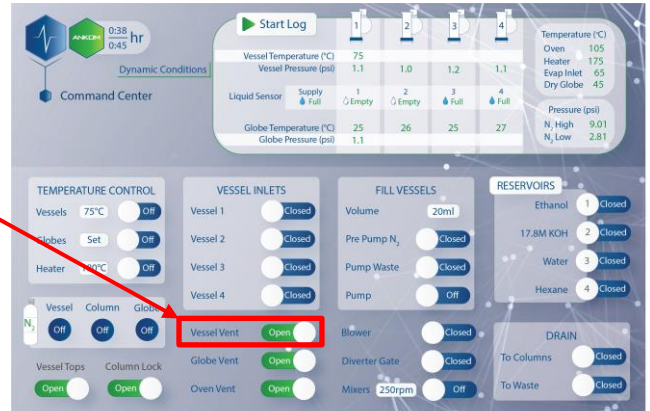 ANKOM 0:38 0:45 hr
Dynamic Conditions
Command Center
Start Log 1 2 3 4
Vessel Temperature (°C) 75
Vessel Pressure (psi) 1.1 1.0 1.2 1.1
Liquid Sensor Supply Full 1 Empty 2 Empty 3 Full 4 Full
Globe Temperature (°C) 25 26 25 27
Globe Pressure (psi) 1.1
Temperature (°C)
Oven 105
Heater 175
Evap Inlet 65
Dry Globe 45
Pressure (psi)
N2 High 9.01
N2 Low 2.81
TEMPERATURE CONTROL
Vessels 75°C Off
Globes Set Off
Heater 180°C Off
N2 Vessel Column Globe
Off Off Off
Vessel Tops Column Lock
Open Open
VESSEL INLETS
Vessel 1 Closed
Vessel 2 Closed
Vessel 3 Closed
Vessel 4 Closed
Vessel Vent Open
Globe Vent Open
Oven Vent Open
FILL VESSELS
Volume 20ml
Pre Pump N2 Closed
Pump Waste Closed
Pump Off
Blower Closed
Diverter Gate Closed
Mixers 250rpm Off
RESERVOIRS
Ethanol 1 Closed
17.8M KOH 2 Closed
Water 3 Closed
Hexane 4 Closed
DRAIN
To Columns Closed
To Waste Closed